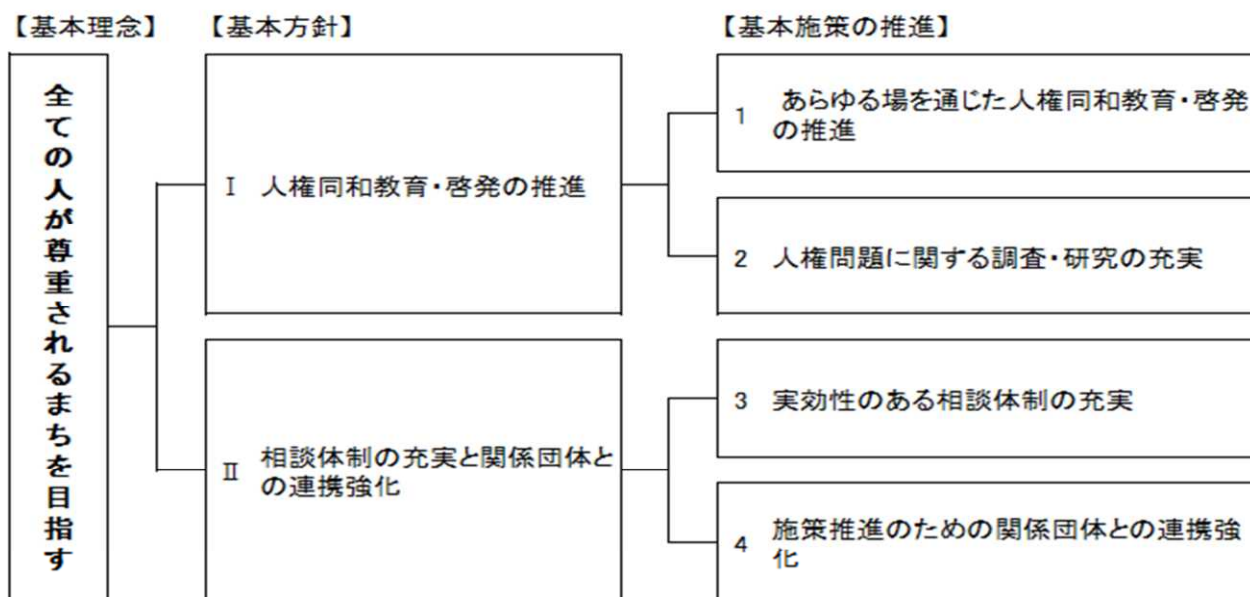 【基本理念】
【基本方針】
【基本施策の推進】
全ての人が尊重されるまちを目指す
Ⅰ 人権同和教育・啓発の推進
1 あらゆる場を通じた人権同和教育・啓発
の推進
2 人権問題に関する調査・研究の充実
Ⅱ 相談体制の充実と関係団体と
の連携強化
3 実効性のある相談体制の充実
4 施策推進のための関係団体との連携強
化